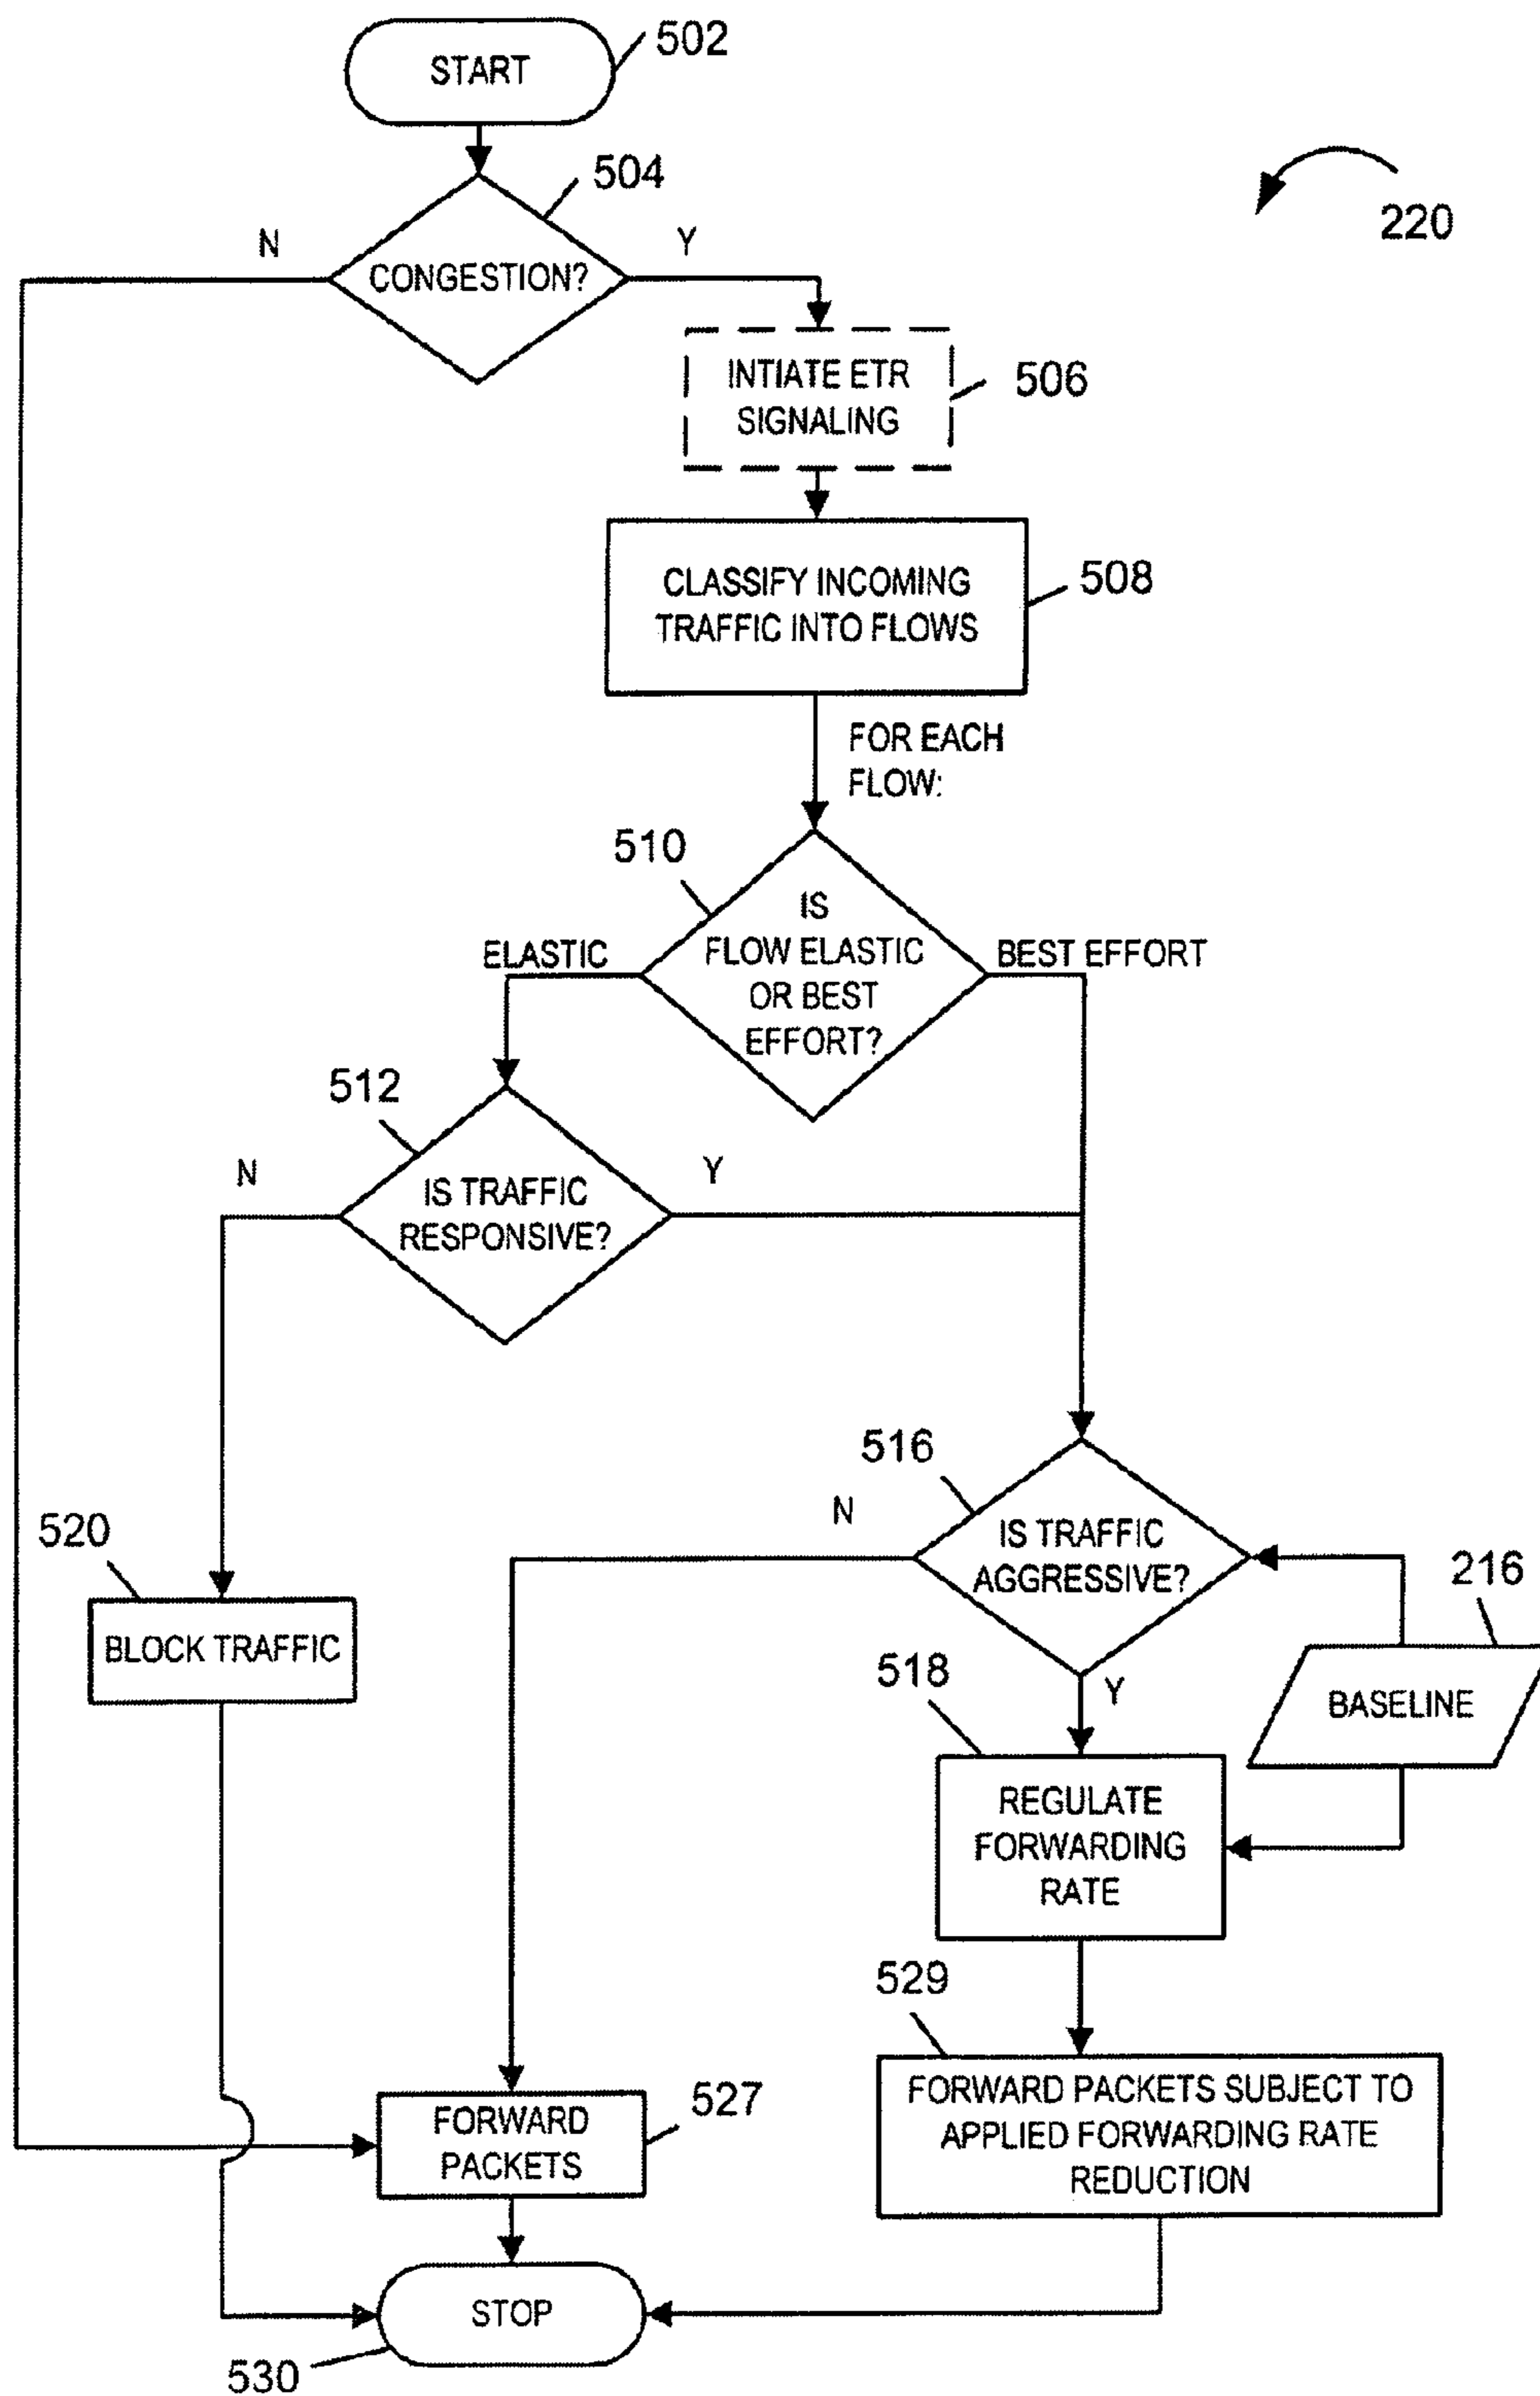 START
502
504
N
Y
CONGESTION?
220
INTIATE ETR
SIGNALING
506
CLASSIFY INCOMING
TRAFFIC INTO FLOWS
508
FOR EACH
FLOW:
510
IS
FLOW ELASTIC
OR BEST
EFFORT?
ELASTIC
BEST EFFORT
512
N
Y
IS TRAFFIC
RESPONSIVE?
516
N
IS TRAFFIC
AGGRESSIVE?
Y
216
BASELINE
520
BLOCK TRAFFIC
518
REGULATE
FORWARDING
RATE
529
FORWARD PACKETS SUBJECT TO
APPLIED FORWARDING RATE
REDUCTION
FORWARD
PACKETS
527
STOP
530